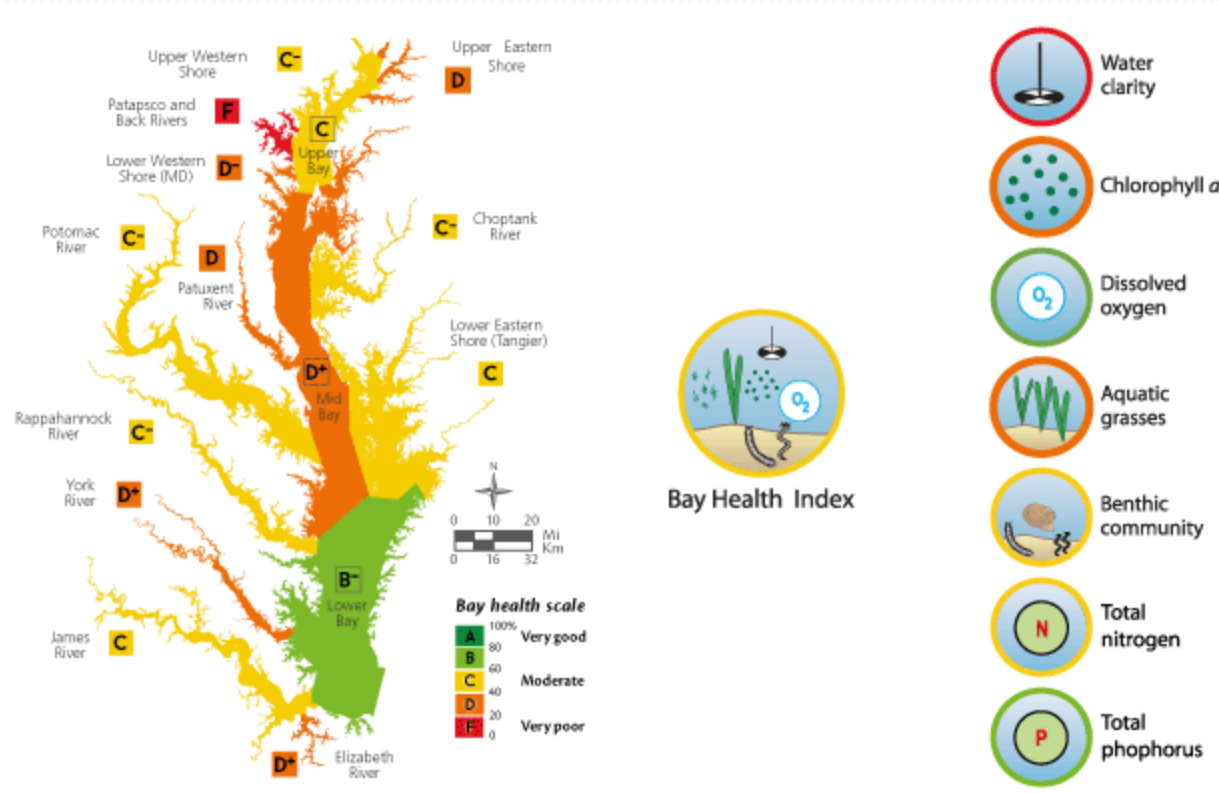 Upper Western
Shore
C-
Upper Eastern
Shore
D
Patapsco and
Back Rivers
F
C
Upper
Bay
Lower Western
Shore (MD)
D-
Potomac
River
C-
D
Patuxent
River
C-
Choptank
River
Lower Eastern
Shore (Tangier)
C
D+
Mid
Bay
Rappahannock
River
C-
York
River
D+
N
0 10 20
Mi
Km
0 16 32
B-
Lower
Bay
James
River
C
D+
Elizabeth
River
Bay health scale
100%
A Very good
80
B
60
C Moderate
40
D
20
F Very poor
0
O2
Bay Health Index
Water
clarity
Chlorophyll a
O2
Dissolved
oxygen
Aquatic
grasses
Benthic
community
N
Total
nitrogen
P
Total
phophorus